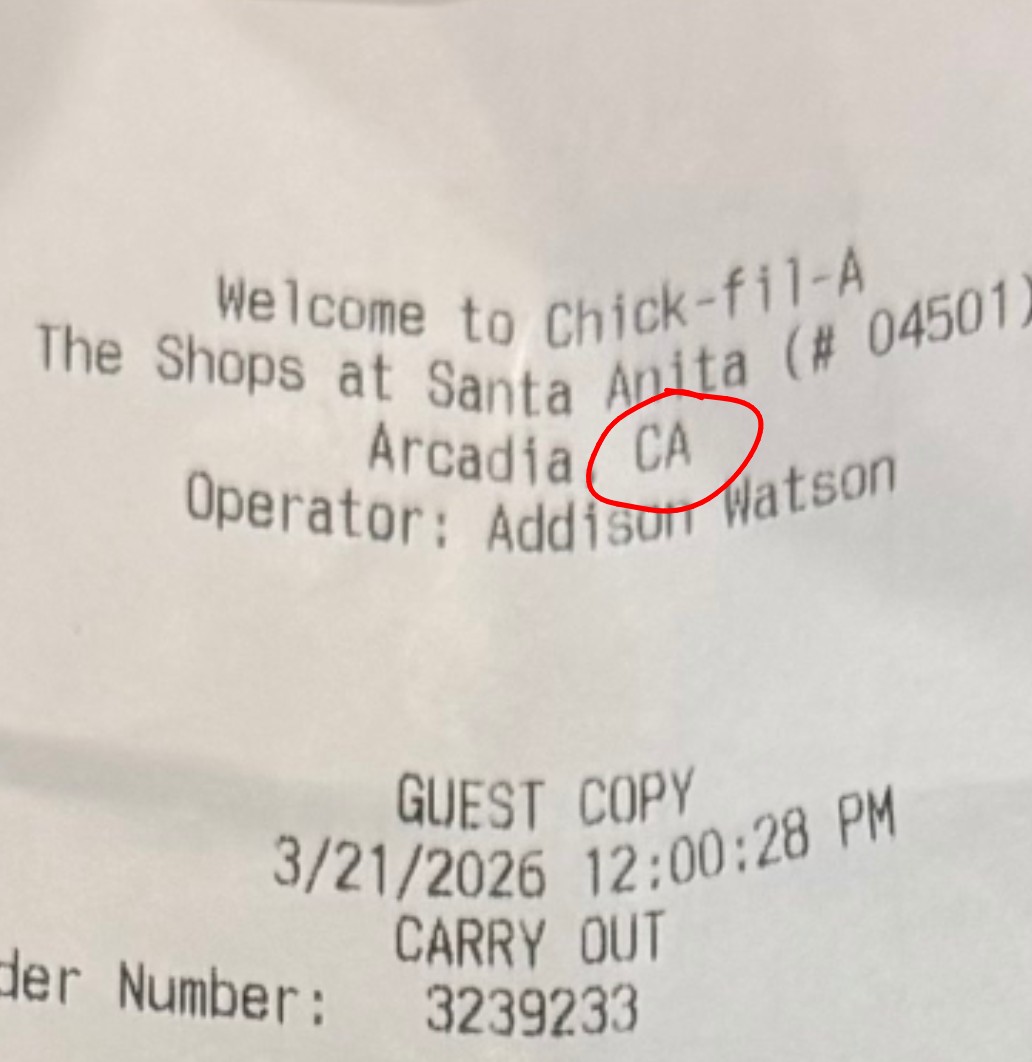 Welcome to Chick-fil-A
The Shops at Santa Anita (# 04501)
Arcadia, CA
Operator: Addison Watson
GUEST COPY
3/21/2026 12:00:28 PM
CARRY OUT
der Number: 3239233